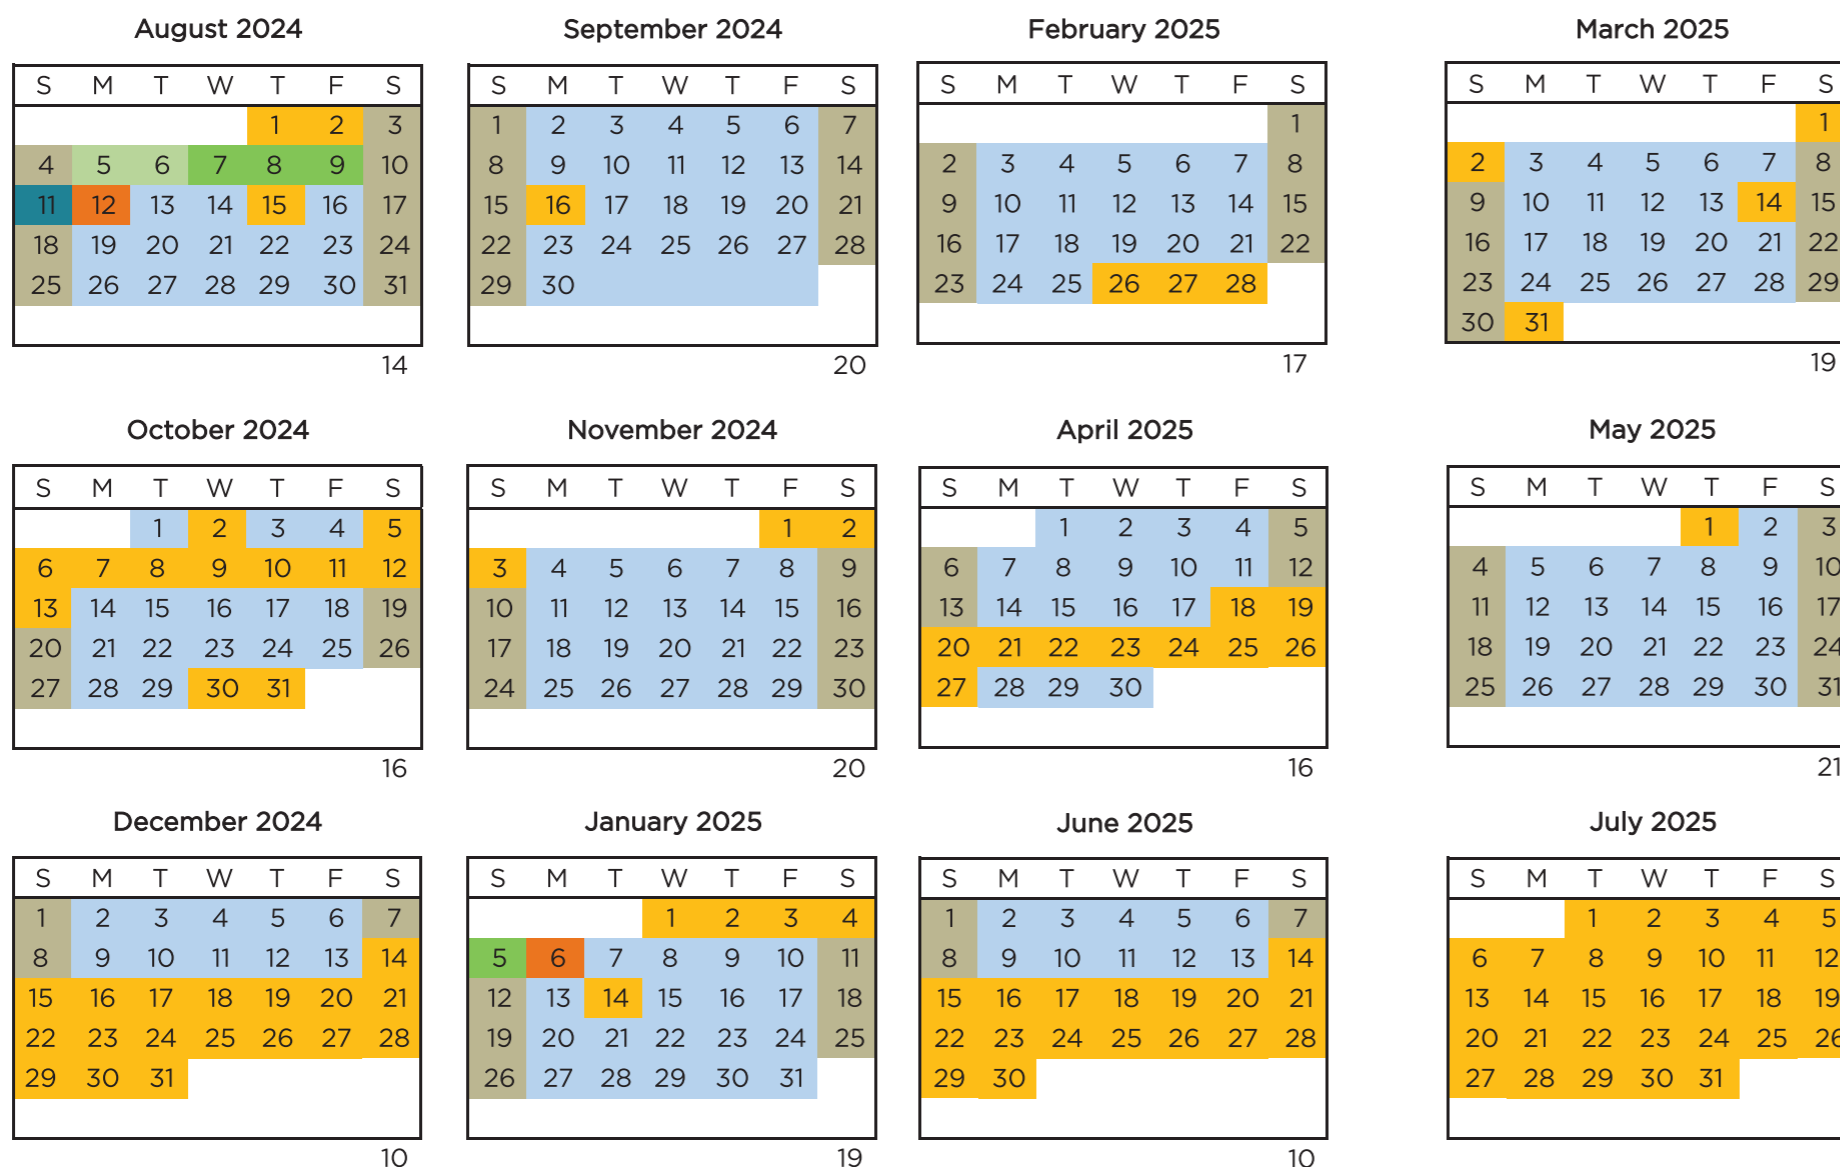 August 2024
S M T W T F S
1 2 3
4 5 6 7 8 9 10
11 12 13 14 15 16 17
18 19 20 21 22 23 24
25 26 27 28 29 30 31
14
September 2024
S M T W T F S
1 2 3 4 5 6 7
8 9 10 11 12 13 14
15 16 17 18 19 20 21
22 23 24 25 26 27 28
29 30
20
February 2025
S M T W T F S
1
2 3 4 5 6 7 8
9 10 11 12 13 14 15
16 17 18 19 20 21 22
23 24 25 26 27 28
17
March 2025
S M T W T F S
1
2 3 4 5 6 7 8
9 10 11 12 13 14 15
16 17 18 19 20 21 22
23 24 25 26 27 28 29
30 31
19
October 2024
S M T W T F S
1 2 3 4 5
6 7 8 9 10 11 12
13 14 15 16 17 18 19
20 21 22 23 24 25 26
27 28 29 30 31
16
November 2024
S M T W T F S
1 2
3 4 5 6 7 8 9
10 11 12 13 14 15 16
17 18 19 20 21 22 23
24 25 26 27 28 29 30
20
April 2025
S M T W T F S
1 2 3 4 5
6 7 8 9 10 11 12
13 14 15 16 17 18 19
20 21 22 23 24 25 26
27 28 29 30
16
May 2025
S M T W T F S
1 2 3
4 5 6 7 8 9 10
11 12 13 14 15 16 17
18 19 20 21 22 23 24
25 26 27 28 29 30 31
21
December 2024
S M T W T F S
1 2 3 4 5 6 7
8 9 10 11 12 13 14
15 16 17 18 19 20 21
22 23 24 25 26 27 28
29 30 31
10
January 2025
S M T W T F S
1 2 3 4
5 6 7 8 9 10 11
12 13 14 15 16 17 18
19 20 21 22 23 24 25
26 27 28 29 30 31
19
June 2025
S M T W T F S
1 2 3 4 5 6 7
8 9 10 11 12 13 14
15 16 17 18 19 20 21
22 23 24 25 26 27 28
29 30
10
July 2025
S M T W T F S
1 2 3 4 5
6 7 8 9 10 11 12
13 14 15 16 17 18 19
20 21 22 23 24 25 26
27 28 29 30 31